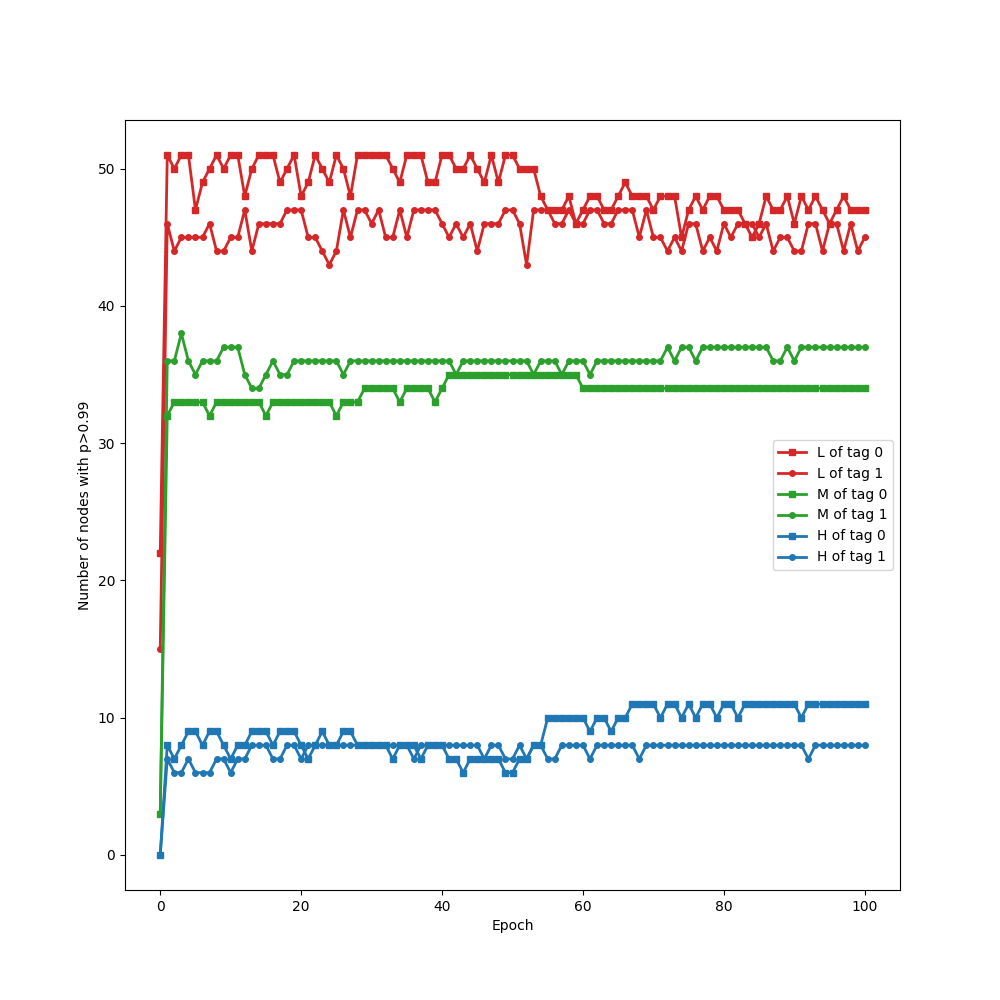 50
40
30
20
10
0
Number of nodes with p>0.99
L of tag 0
L of tag 1
M of tag 0
M of tag 1
H of tag 0
H of tag 1
0 20 40 60 80 100
Epoch